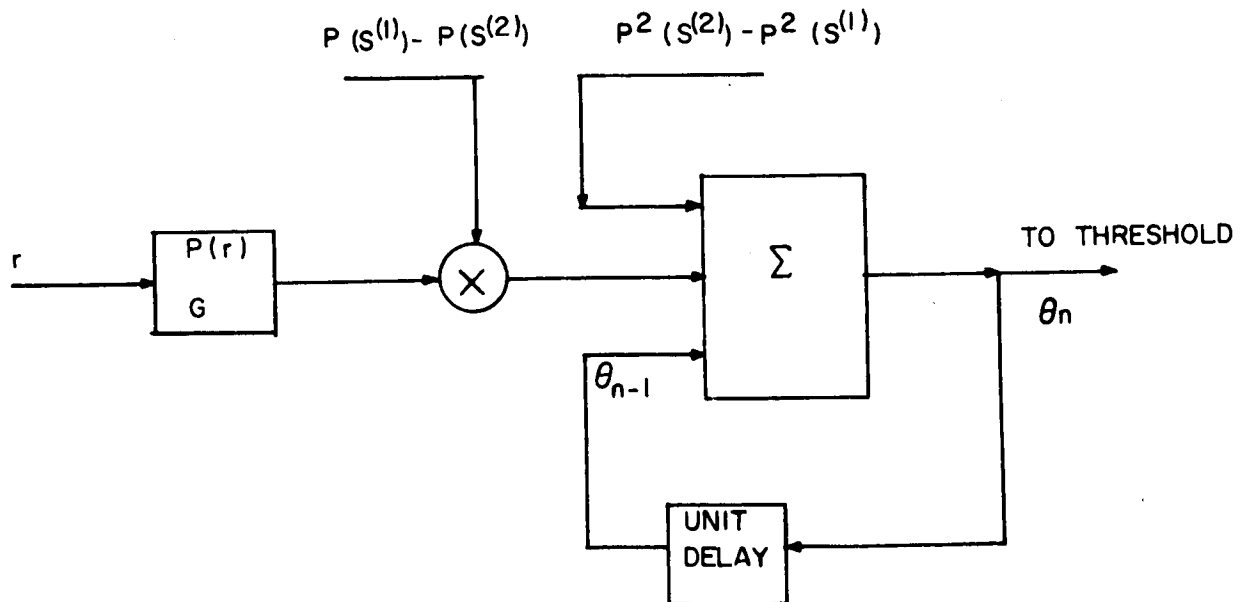 P (S^(1)) - P(S^(2))
P^2 (S^(2)) - P^2 (S^(1))
r
P(r)
G
×
Σ
TO THRESHOLD
θn
θn-1
UNIT
DELAY